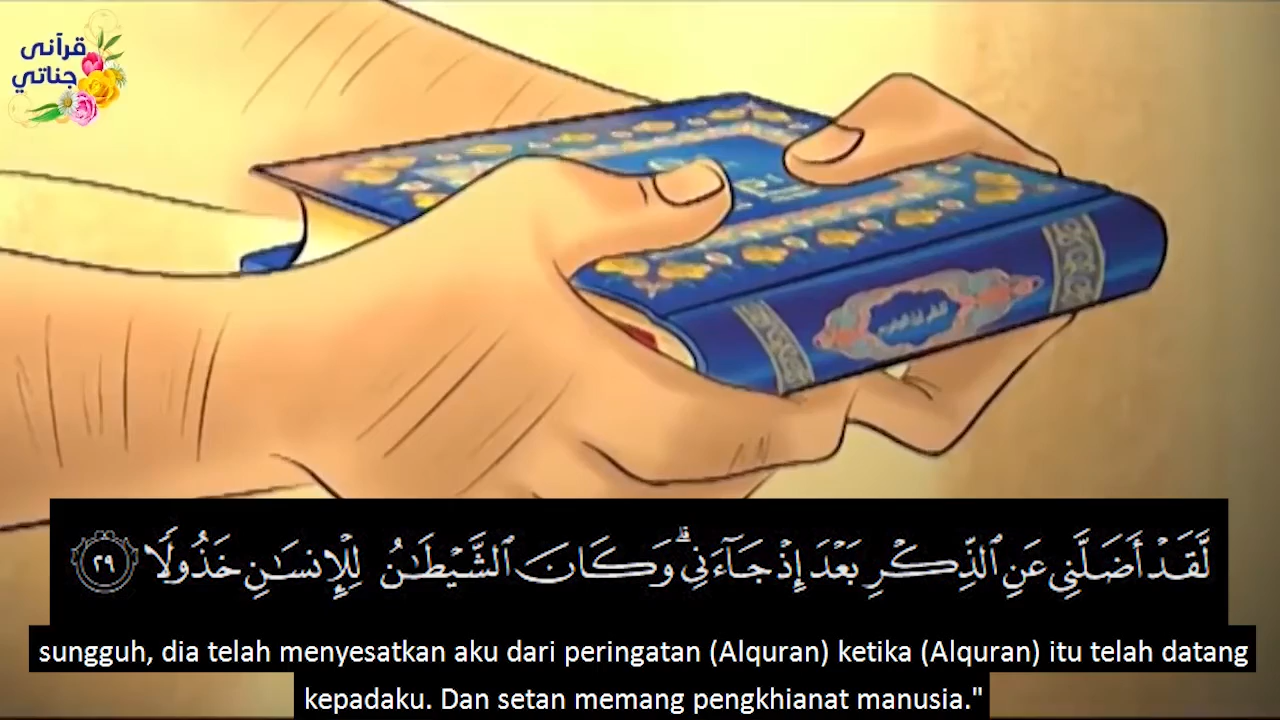 قرآنی
جناتي
لَّقَدْ أَضَلَّنِى عَنِ ٱلذِّكْرِ بَعْدَ إِذْ جَآءَنِى ۗ وَكَانَ ٱلشَّيْطَـٰنُ لِلْإِنسَـٰنِ خَذُولًا ٢٩
sungguh, dia telah menyesatkan aku dari peringatan (Alquran) ketika (Alquran) itu telah datang
kepadaku. Dan setan memang pengkhianat manusia."